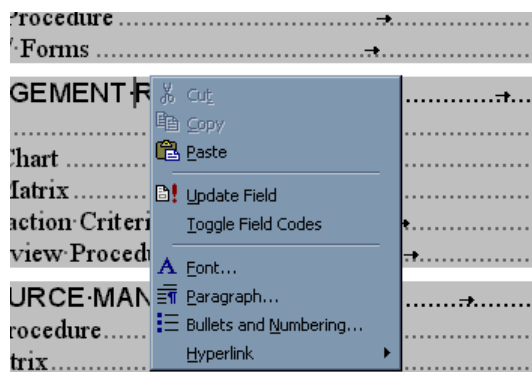 Procedure
Forms
GEMENT R
Cut
Copy
Chart
Paste
Matrix
Update Field
action Criteri
Toggle Field Codes
view Proced
Font...
URCE MAN
Paragraph...
rocedure
Bullets and Numbering...
trix
Hyperlink